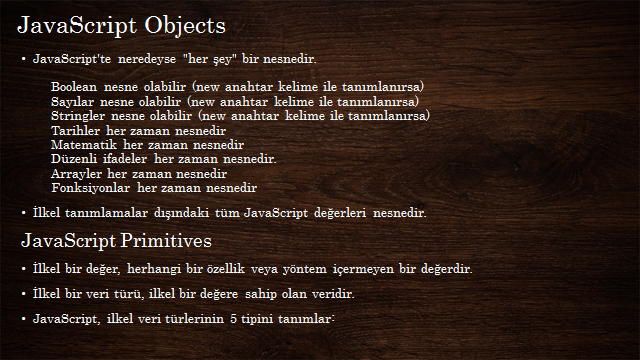 JavaScript Objects
• JavaScript'te neredeyse "her şey" bir nesnedir.
Boolean nesne olabilir (new anahtar kelime ile tanımlanırsa)
Sayılar nesne olabilir (new anahtar kelime ile tanımlanırsa)
Stringler nesne olabilir (new anahtar kelime ile tanımlanırsa)
Tarihler her zaman nesnedir
Matematik her zaman nesnedir
Düzenli ifadeler her zaman nesnedir.
Arrayler her zaman nesnedir
Fonksiyonlar her zaman nesnedir
• İlkel tanımlamalar dışındaki tüm JavaScript değerleri nesnedir.
JavaScript Primitives
• İlkel bir değer, herhangi bir özellik veya yöntem içermeyen bir değerdir.
• İlkel bir veri türü, ilkel bir değere sahip olan veridir.
• JavaScript, ilkel veri türlerinin 5 tipini tanımlar: